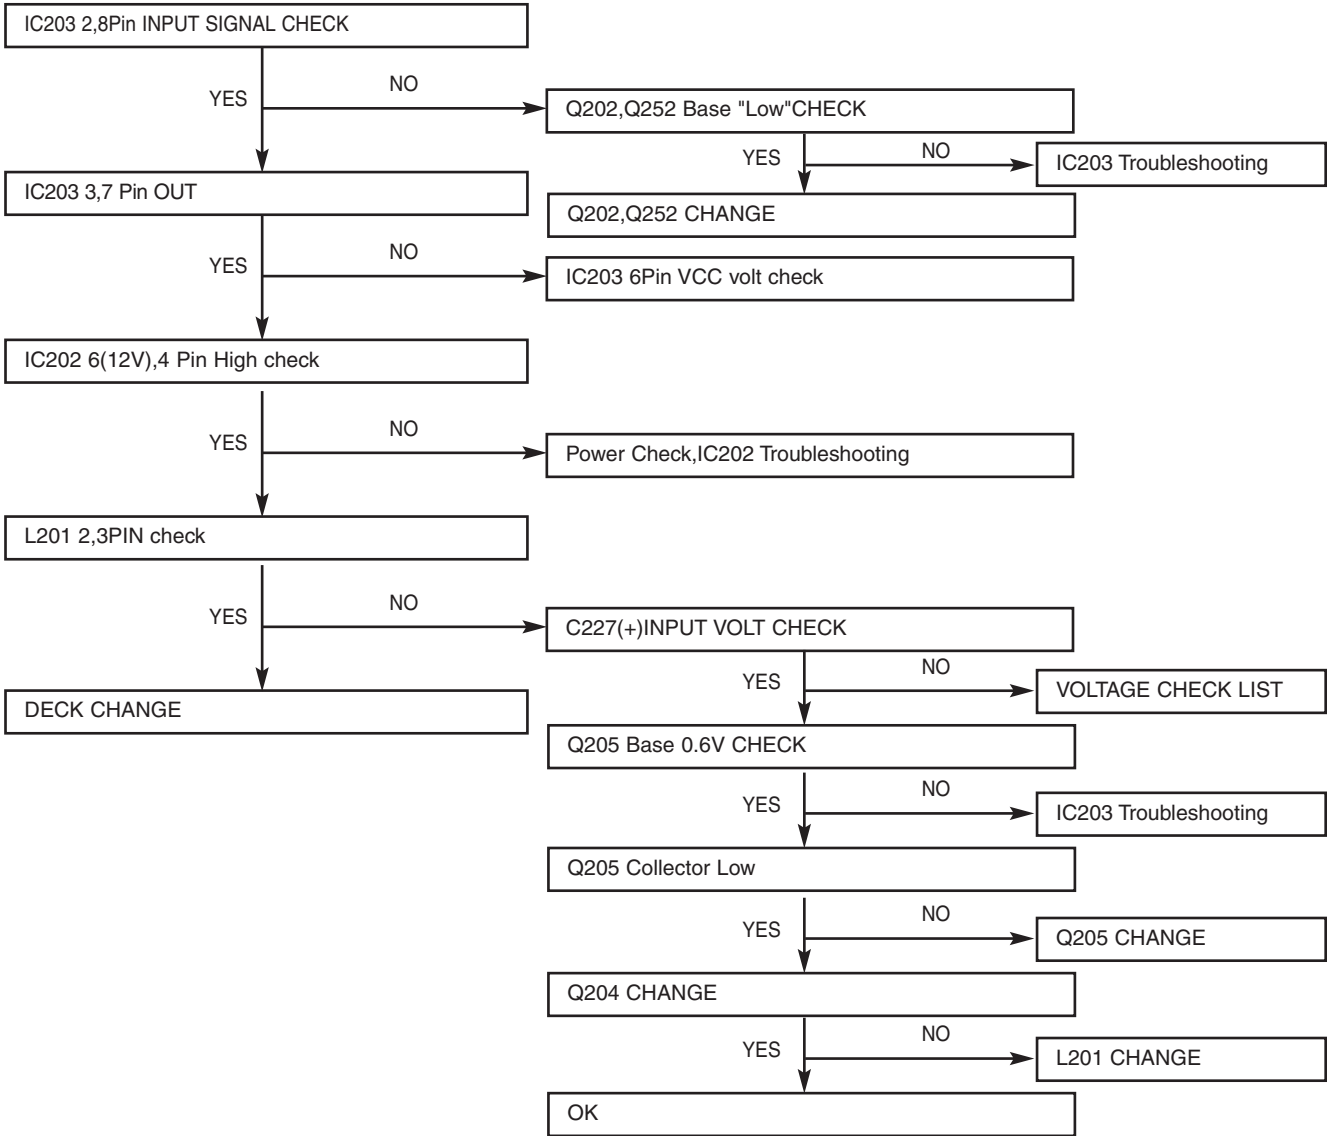 IC203 2,8Pin INPUT SIGNAL CHECK
YES
NO
Q202,Q252 Base "Low"CHECK
YES
NO
IC203 Troubleshooting
IC203 3,7 Pin OUT
Q202,Q252 CHANGE
YES
NO
IC203 6Pin VCC volt check
IC202 6(12V),4 Pin High check
YES
NO
Power Check,IC202 Troubleshooting
L201 2,3PIN check
YES
NO
C227(+)INPUT VOLT CHECK
YES
NO
VOLTAGE CHECK LIST
DECK CHANGE
Q205 Base 0.6V CHECK
YES
NO
IC203 Troubleshooting
Q205 Collector Low
YES
NO
Q205 CHANGE
Q204 CHANGE
YES
NO
L201 CHANGE
OK